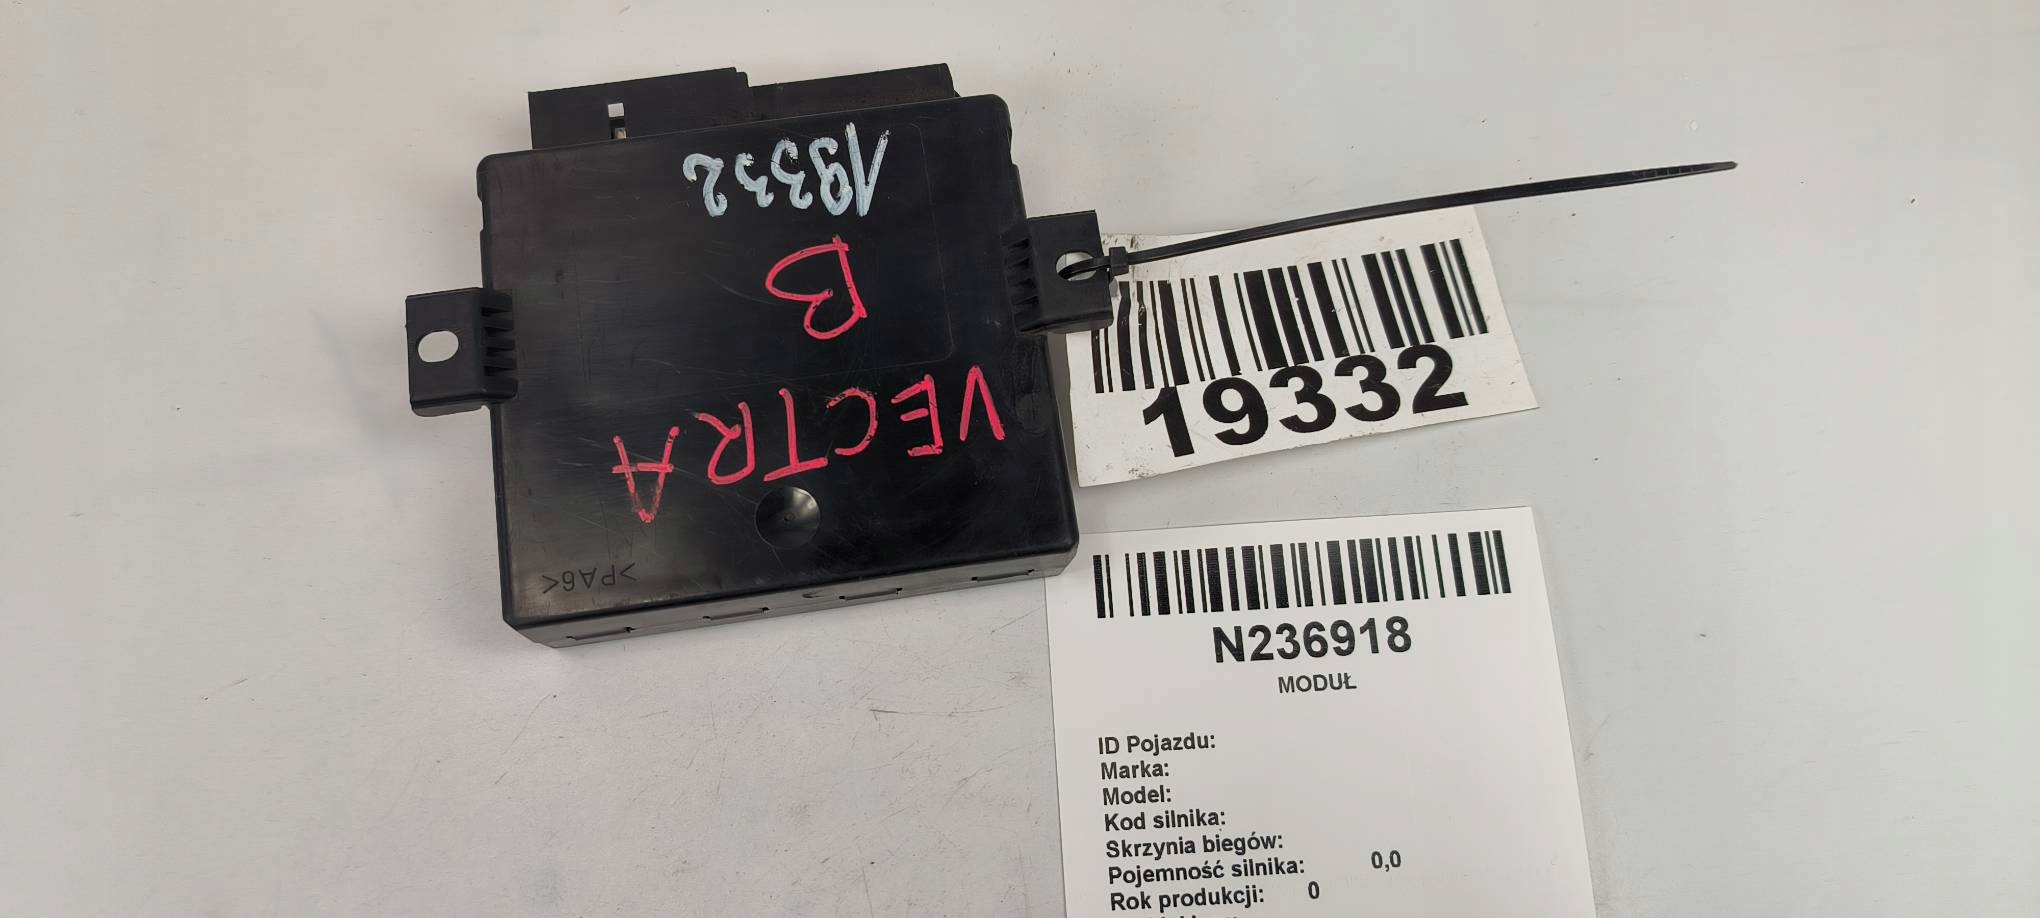 19332
B
VECTRA
>PA6<
19332
N236918
MODUŁ
ID Pojazdu:
Marka:
Model:
Kod silnika:
Skrzynia biegów:
Pojemność silnika: 0,0
Rok produkcji: 0